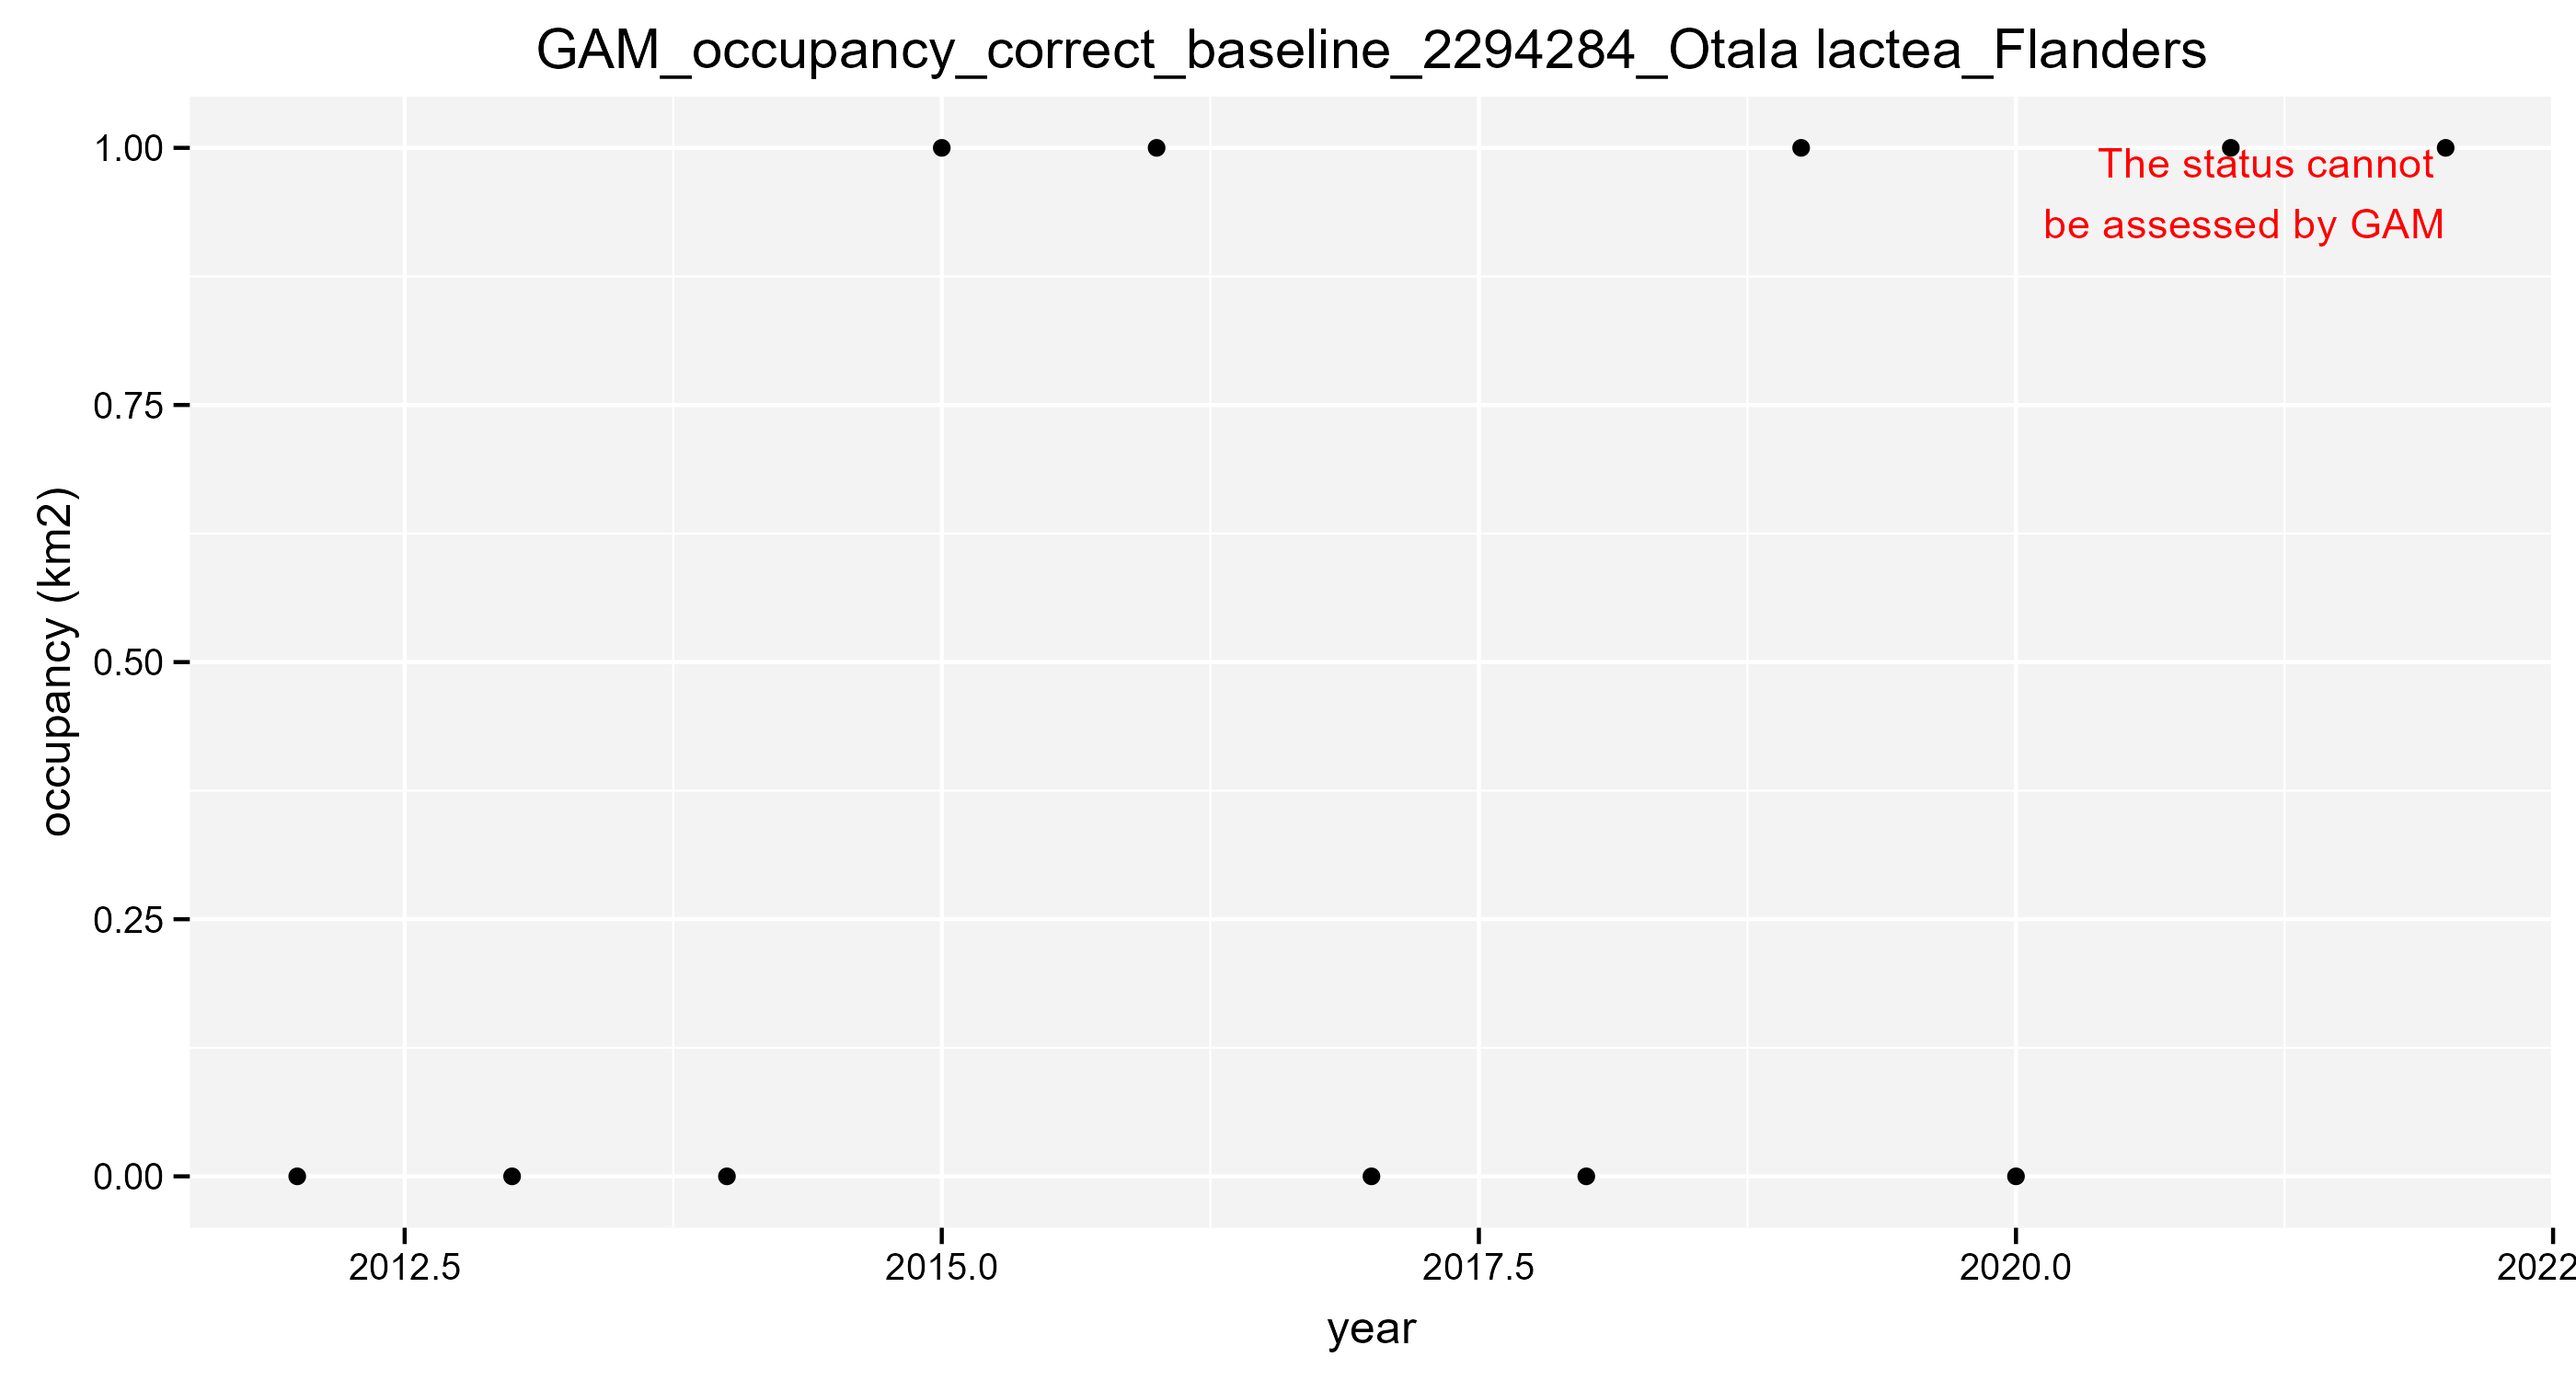 GAM_occupancy_correct_baseline_2294284_Otala lactea_Flanders
1.00
The status cannot
be assessed by GAM
0.75
occupancy (km2)
0.50
0.25
0.00
2012.5 2015.0 2017.5 2020.0 2022
year